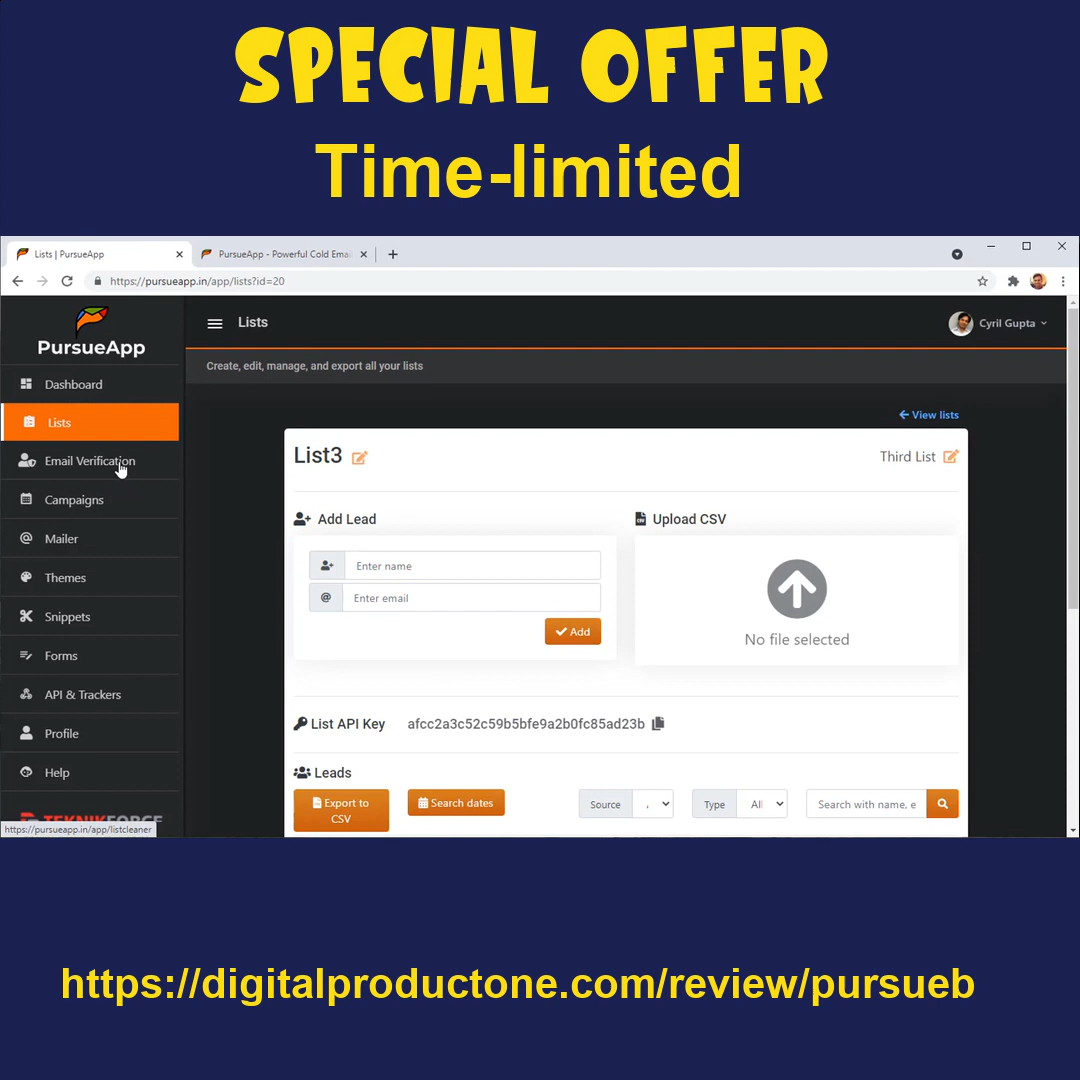 SPECIAL OFFER
Time-limited
Lists | PursueApp
PursueApp - Powerful Cold Emai
https://pursueapp.in/app/lists?id=20
PursueApp
Lists
Cyril Gupta
Create, edit, manage, and export all your lists
Dashboard
Lists
Email Verification
Campaigns
Mailer
Themes
Snippets
Forms
API & Trackers
Profile
Help
TEKNIKFORCE
https://pursueapp.in/app/listcleaner
View lists
List3
Third List
Add Lead
Upload CSV
Enter name
@ Enter email
Add
No file selected
List API Key afcc2a3c52c59b5bfe9a2b0fc85ad23b
Leads
Export to
CSV
Search dates
Source
Type
All
Search with name, e
https://digitalproductone.com/review/pursueb